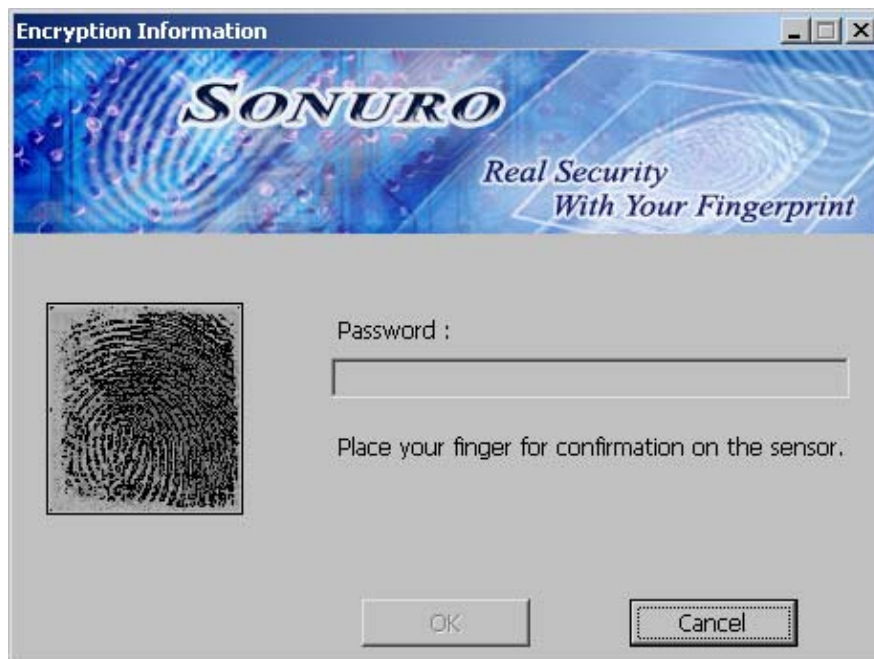 Encryption Information
SONURO
Real Security
With Your Fingerprint
Password :
Place your finger for confirmation on the sensor.
OK
Cancel